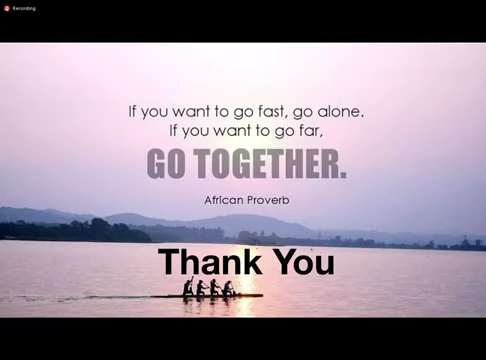 Recording
If you want to go fast, go alone.
If you want to go far,
GO TOGETHER.
African Proverb
Thank You